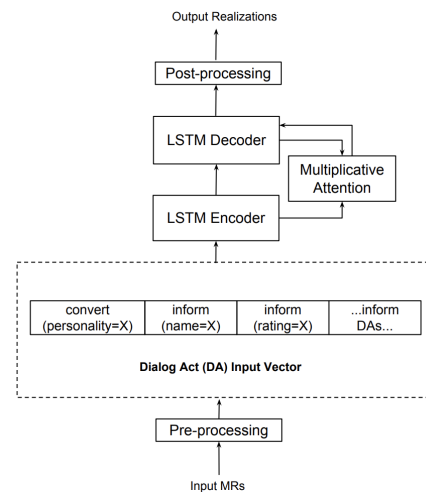 Output Realizations
Post-processing
LSTM Decoder
Multiplicative
Attention
LSTM Encoder
convert
(personality=X)
inform
(name=X)
inform
(rating=X)
...inform
DAs...
Dialog Act (DA) Input Vector
Pre-processing
Input MRs